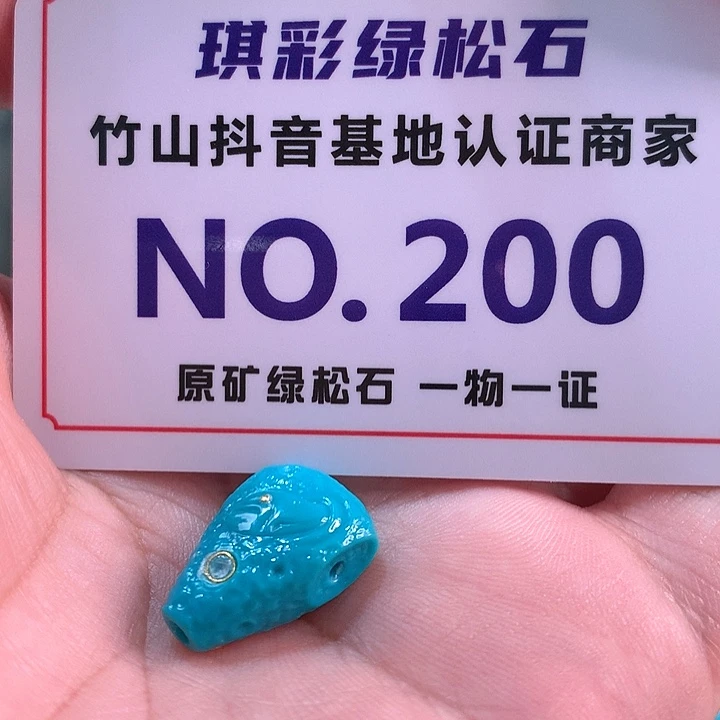 琪彩绿松石
竹山抖音基地认证商家
NO.200
原矿绿松石 一物一证